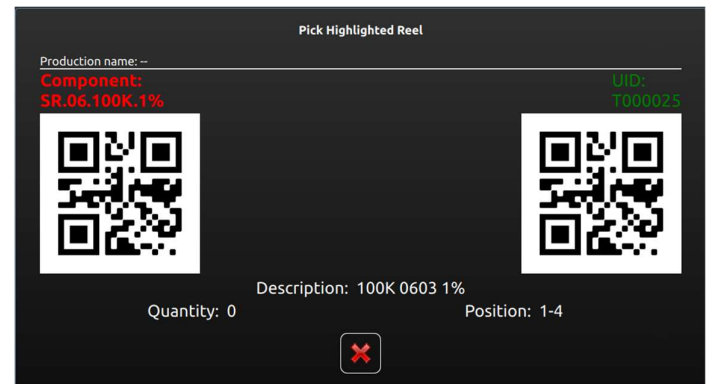 Pick Highlighted Reel
Production name: --
Component:
SR.06.100K.1%
UID:
T000025
Description: 100K 0603 1%
Quantity: 0
Position: 1-4